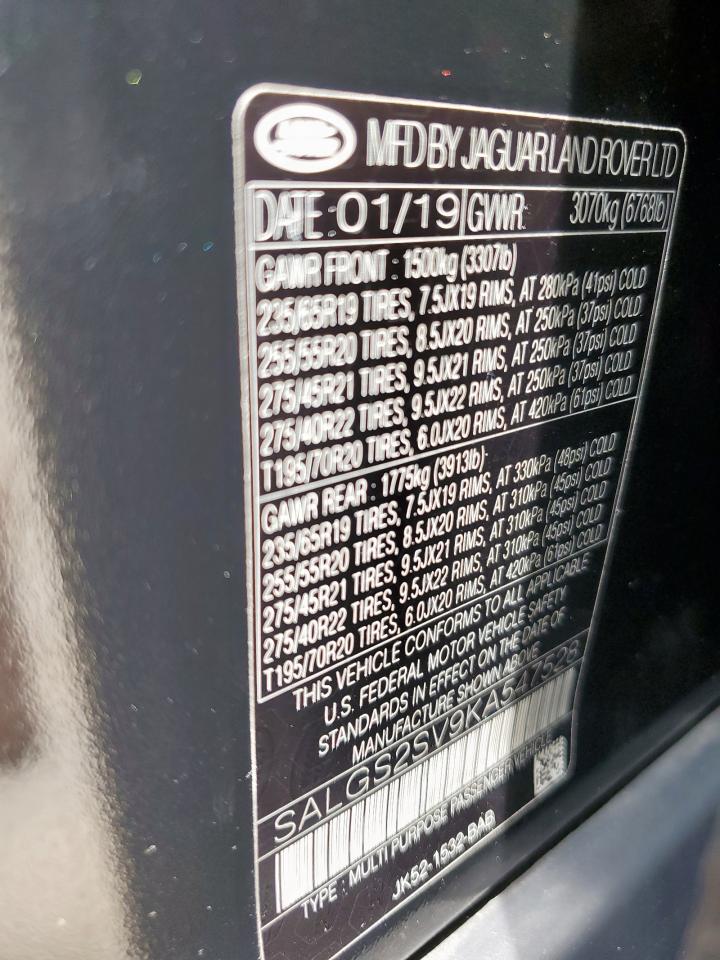 MFD BY JAGUAR LAND ROVER LTD
DATE: 01/19 GVWR: 3070kg (6768lb)
GAWR FRONT : 1500kg (3307lb)
235/65R19 TIRES, 7.5JX19 RIMS, AT 280kPa (41psi) COLD
255/55R20 TIRES, 8.5JX20 RIMS, AT 250kPa (37psi) COLD
275/45R21 TIRES, 9.5JX21 RIMS, AT 250kPa (37psi) COLD
275/40R22 TIRES, 9.5JX22 RIMS, AT 250kPa (37psi) COLD
T195/70R20 TIRES, 6.0JX20 RIMS, AT 420kPa (61psi) COLD
GAWR REAR : 1775kg (3913lb)
235/65R19 TIRES, 7.5JX19 RIMS, AT 330kPa (48psi) COLD
255/55R20 TIRES, 8.5JX20 RIMS, AT 310kPa (45psi) COLD
275/45R21 TIRES, 9.5JX21 RIMS, AT 310kPa (45psi) COLD
275/40R22 TIRES, 9.5JX22 RIMS, AT 310kPa (45psi) COLD
T195/70R20 TIRES, 6.0JX20 RIMS, AT 420kPa (61psi) COLD
THIS VEHICLE CONFORMS TO ALL APPLICABLE
U.S. FEDERAL MOTOR VEHICLE SAFETY
STANDARDS IN EFFECT ON THE DATE OF
MANUFACTURE SHOWN ABOVE
SALGS2SV9KA547528
TYPE : MULTI PURPOSE PASSENGER VEHICLE
JK52-1532-BAB